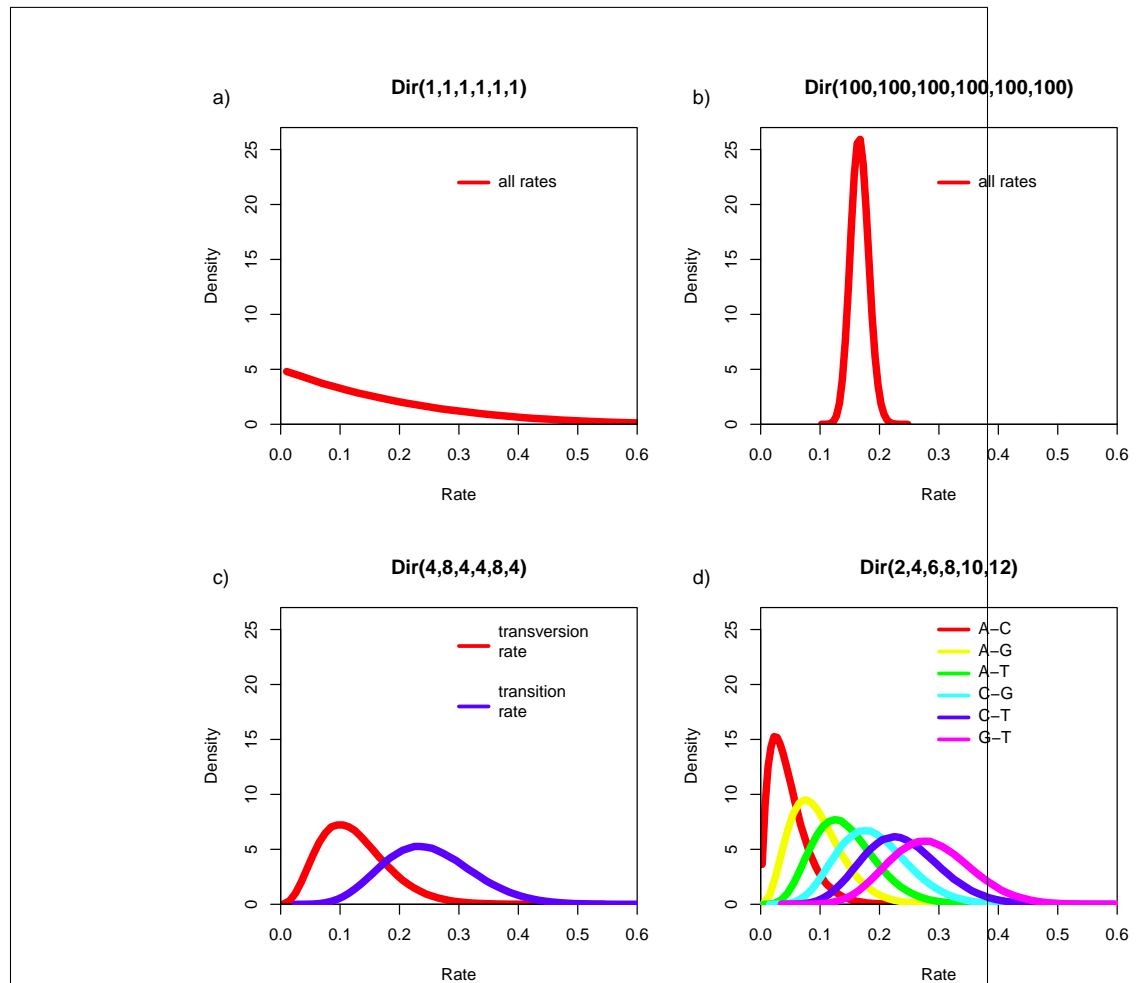 a)
Dir(1,1,1,1,1,1)
all rates
Density
0 5 10 15 20 25
0.0 0.1 0.2 0.3 0.4 0.5 0.6
Rate
b)
Dir(100,100,100,100,100,100)
all rates
Density
0 5 10 15 20 25
0.0 0.1 0.2 0.3 0.4 0.5 0.6
Rate
c)
Dir(4,8,4,4,8,4)
transversion
rate
transition
rate
Density
0 5 10 15 20 25
0.0 0.1 0.2 0.3 0.4 0.5 0.6
Rate
d)
Dir(2,4,6,8,10,12)
A−C
A−G
A−T
C−G
C−T
G−T
Density
0 5 10 15 20 25
0.0 0.1 0.2 0.3 0.4 0.5 0.6
Rate